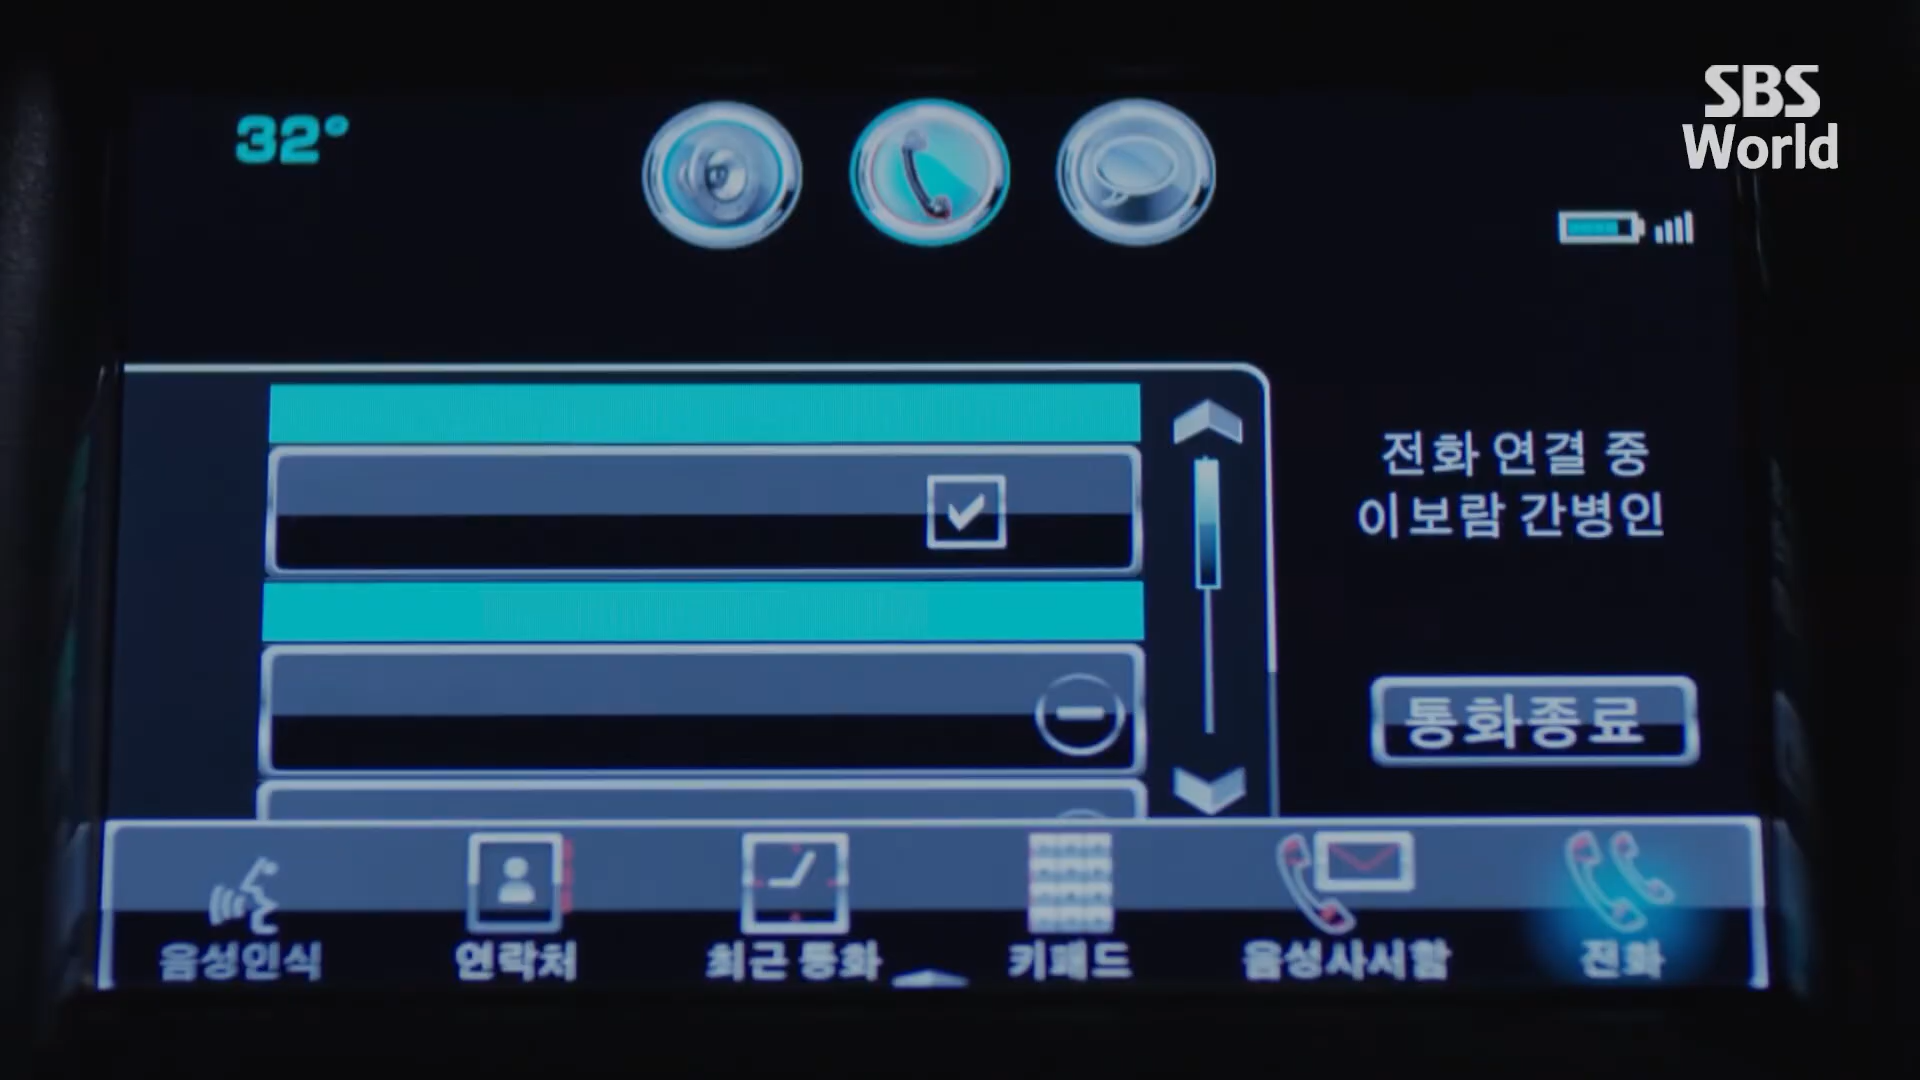 32°
SBS
World
전화 연결 중
이보람 간병인
통화종료
음성인식
연락처
최근 통화
키패드
음성사서함
전화